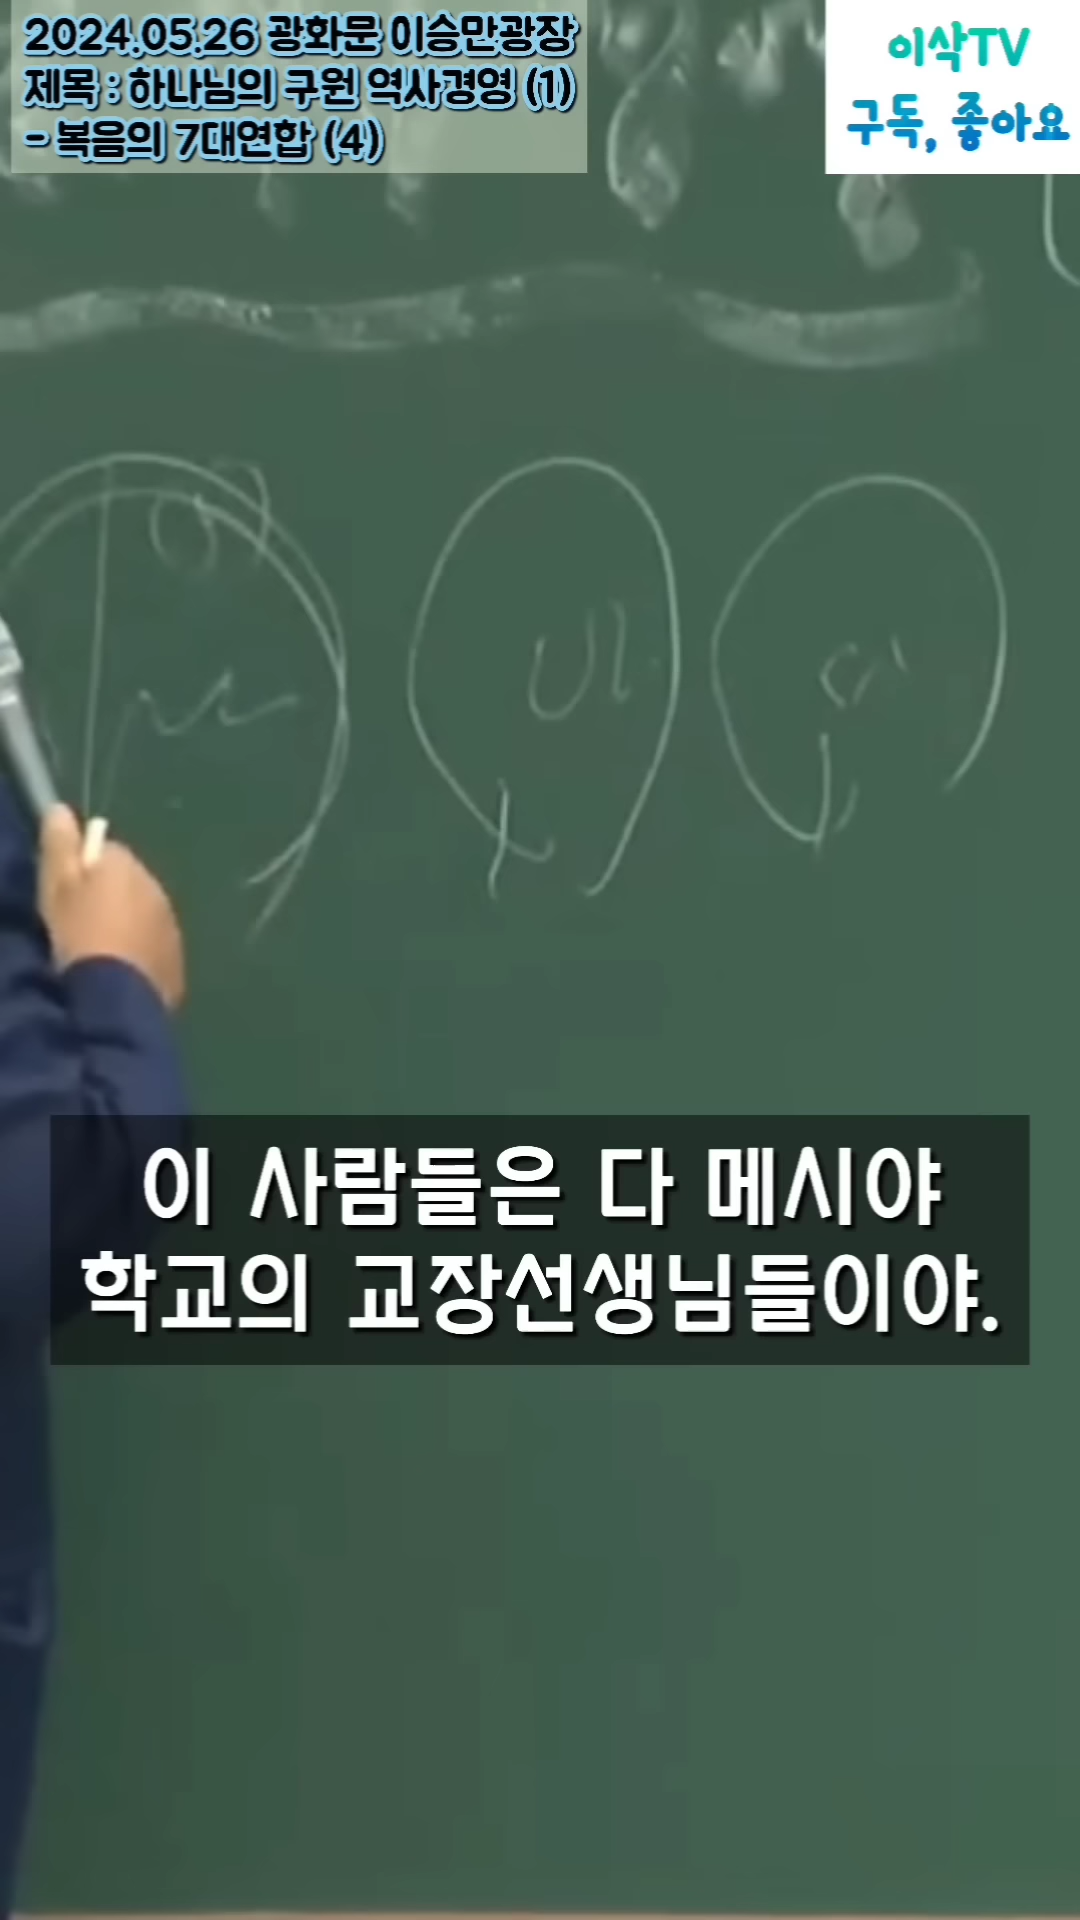 2024.05.26 광화문 이승만광장
제목 : 하나님의 구원 역사경영 (1)
- 복음의 7대연합 (4)
이삭TV
구독, 좋아요
이 사람들은 다 메시야
학교의 교장선생님들이야.